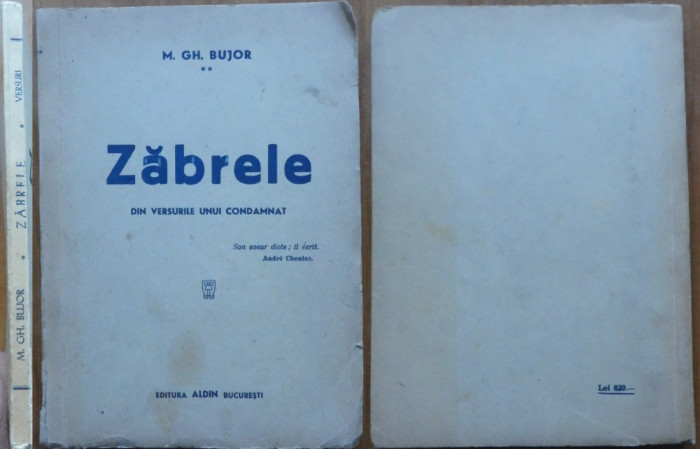 M. GH. BUJOR • ZĂBRELE • VERSURI
M. GH. BUJOR
**
Zăbrele
DIN VERSURILE UNUI CONDAMNAT
Son coeur dicte ; il écrit.
André Chenier.
EDITURA ALDIN BUCUREȘTI
Lei 620.—